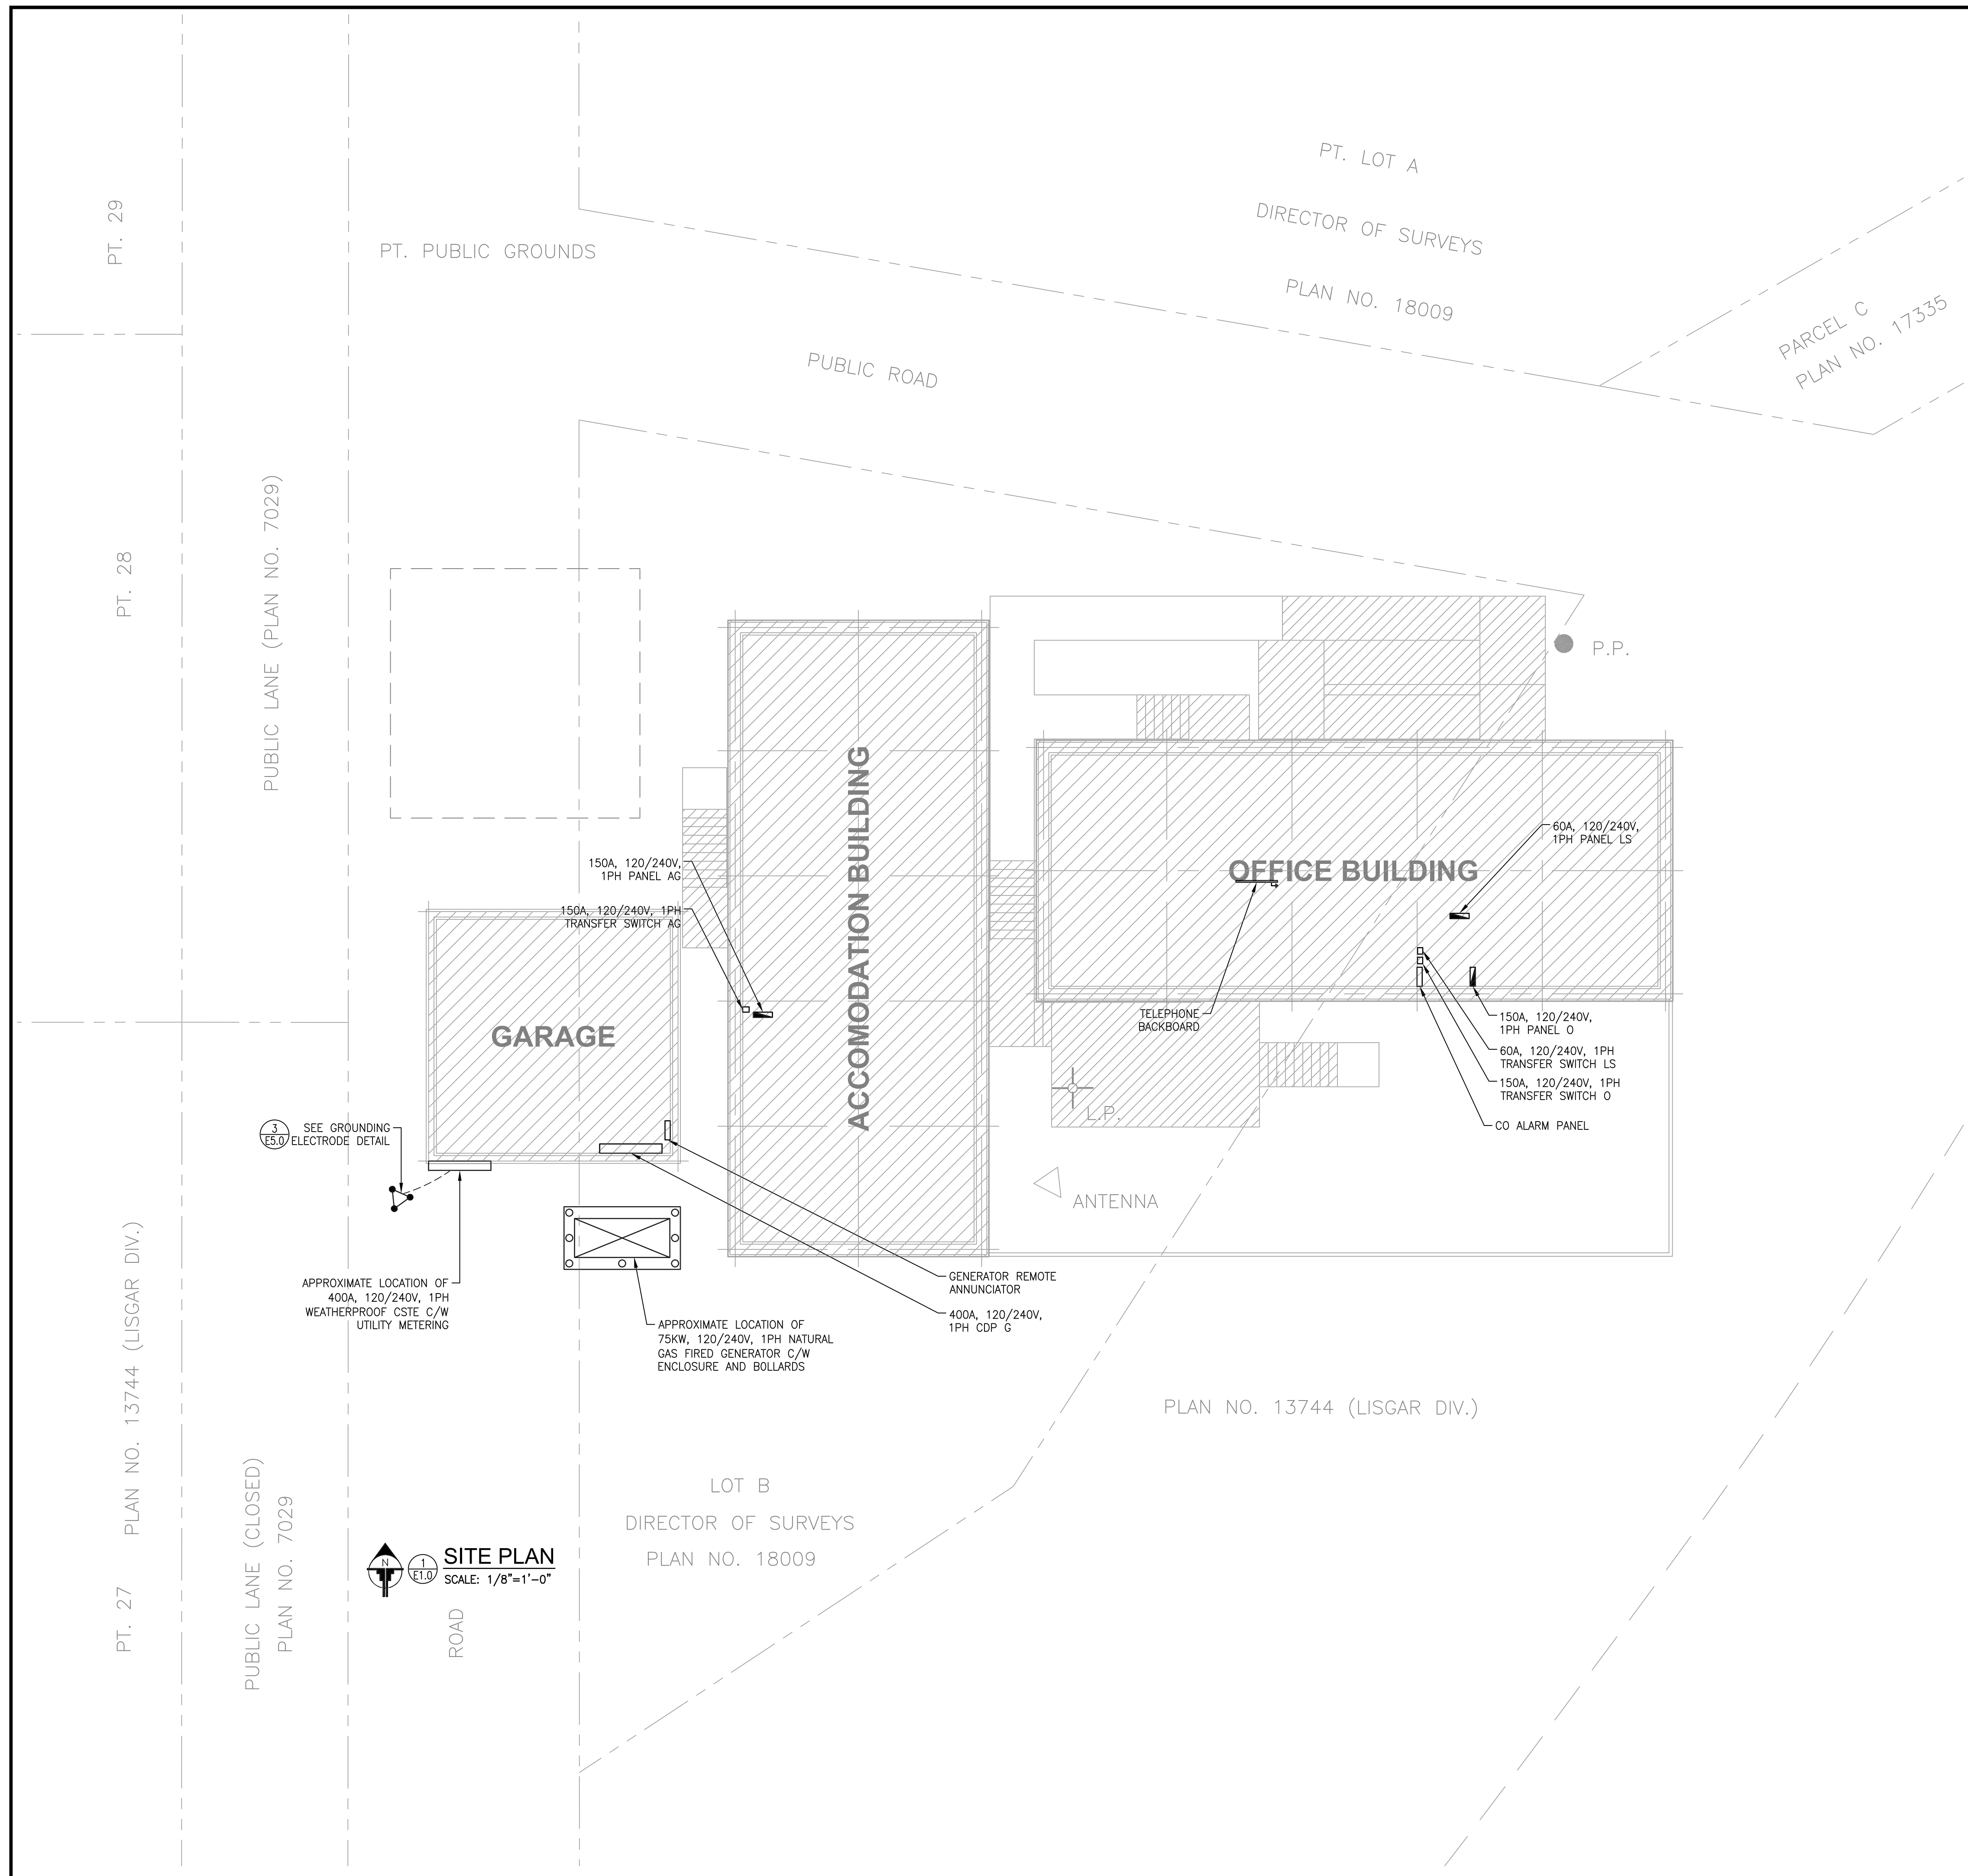 PT. LOT A
DIRECTOR OF SURVEYS
PLAN NO. 18009
PT. 29
PT. PUBLIC GROUNDS
PARCEL C
PLAN NO. 17335
PUBLIC ROAD
PT. 28
PUBLIC LANE (PLAN NO. 7029)
P.P.
60A, 120/240V,
1PH PANEL LS
150A, 120/240V,
1PH PANEL AG
150A, 120/240V, 1PH
TRANSFER SWITCH AG
ACCOMODATION BUILDING
OFFICE BUILDING
GARAGE
TELEPHONE
BACKBOARD
150A, 120/240V,
1PH PANEL O
60A, 120/240V, 1PH
TRANSFER SWITCH LS
150A, 120/240V, 1PH
TRANSFER SWITCH O
CO ALARM PANEL
L.P.
3
E5.0
SEE GROUNDING
ELECTRODE DETAIL
ANTENNA
APPROXIMATE LOCATION OF
400A, 120/240V, 1PH
WEATHERPROOF CSTE C/W
UTILITY METERING
GENERATOR REMOTE
ANNUNCIATOR
400A, 120/240V,
1PH CDP G
APPROXIMATE LOCATION OF
75KW, 120/240V, 1PH NATURAL
GAS FIRED GENERATOR C/W
ENCLOSURE AND BOLLARDS
PLAN NO. 13744 (LISGAR DIV.)
PLAN NO. 13744 (LISGAR DIV.)
LOT B
DIRECTOR OF SURVEYS
PLAN NO. 18009
PT. 27
PUBLIC LANE (CLOSED)
PLAN NO. 7029
N
1
E1.0
SITE PLAN
SCALE: 1/8"=1'-0"
ROAD